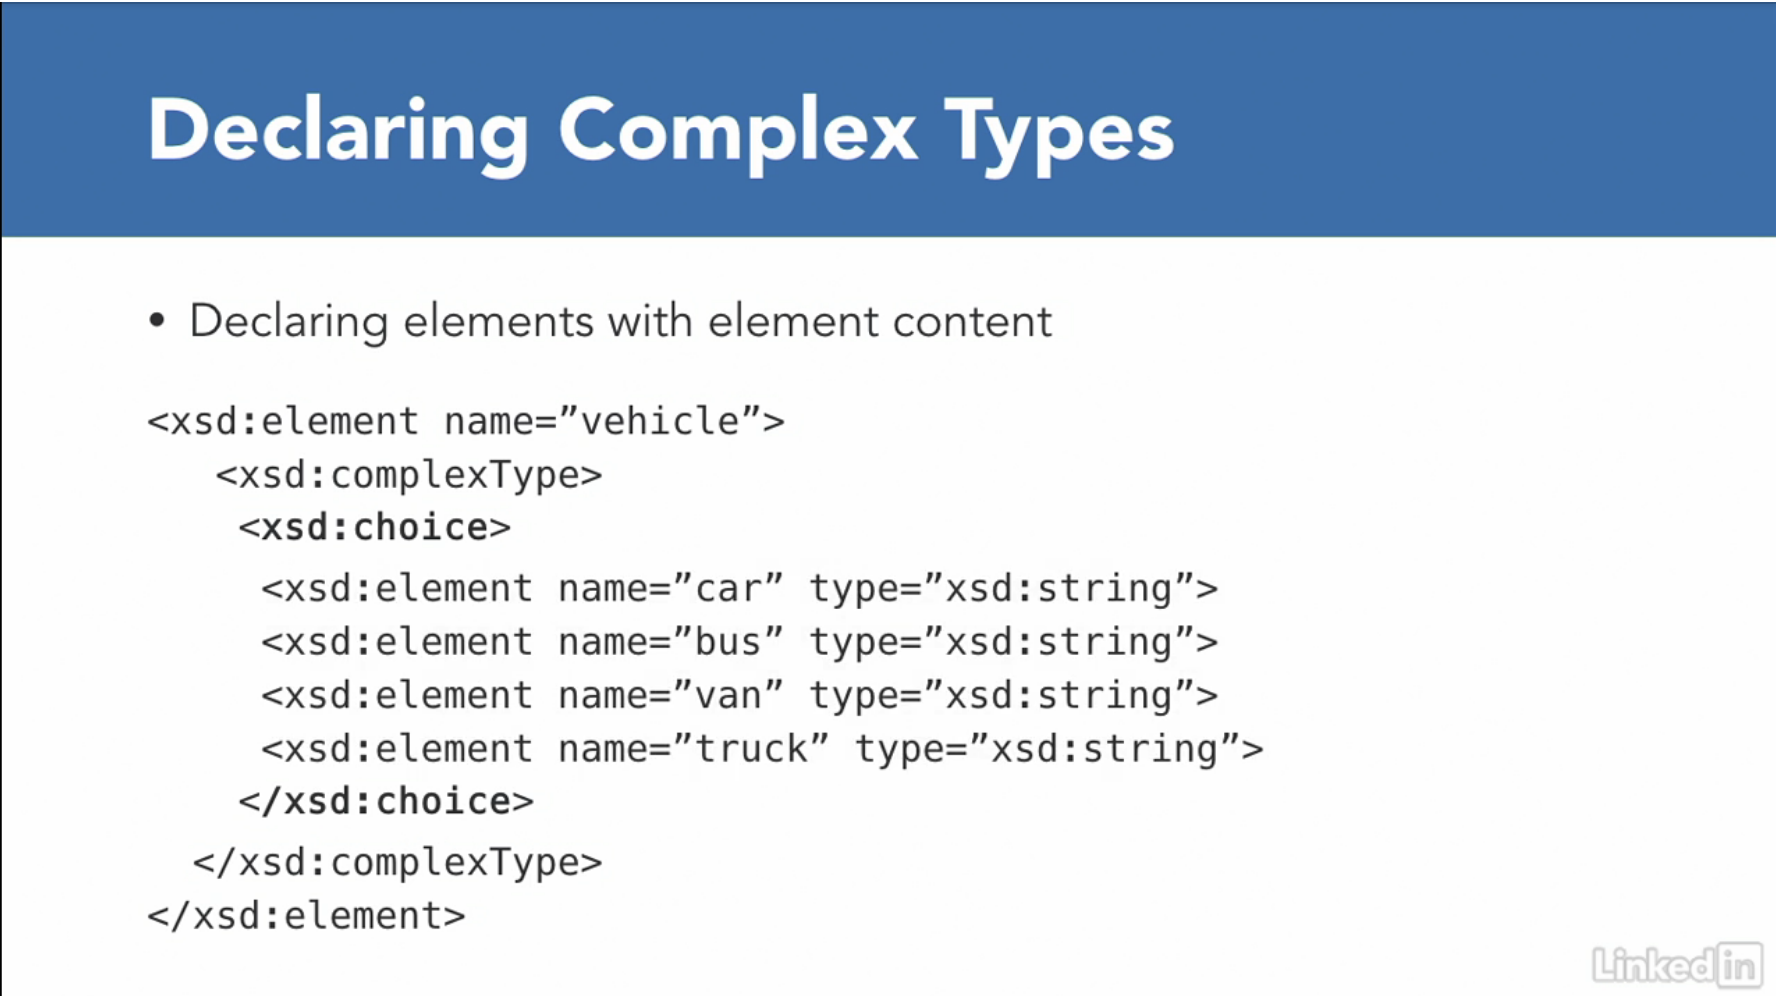 Declaring Complex Types
• Declaring elements with element content
<xsd:element name=”vehicle”>
<xsd:complexType>
<xsd:choice>
<xsd:element name=”car” type=”xsd:string”>
<xsd:element name=”bus” type=”xsd:string”>
<xsd:element name=”van” type=”xsd:string”>
<xsd:element name=”truck” type=”xsd:string”>
</xsd:choice>
</xsd:complexType>
</xsd:element>
Linked in